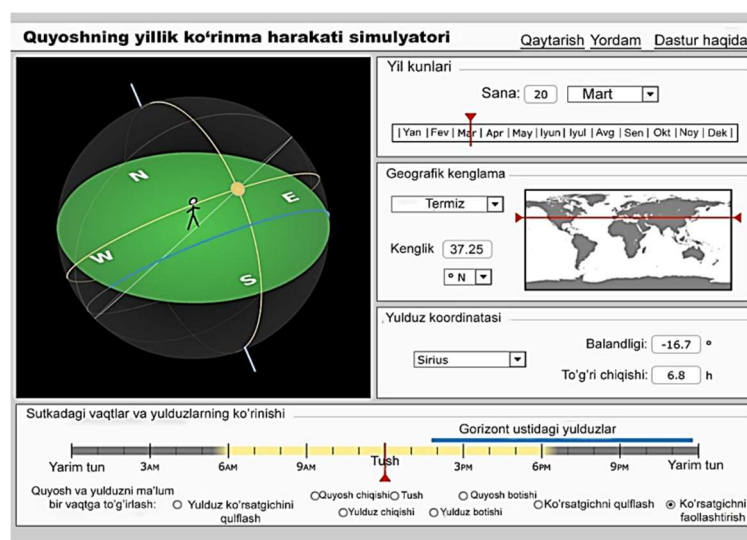 Quyoshning yillik ko‘rinma harakati simulyatori
Qaytarish Yordam Dastur haqida
Yil kunlari
Sana: 20 Mart
|Yan |Fev | Mar | Apr | May | Iyun | Iyul | Avg | Sen | Okt | Noy | Dek |
Geografik kenglama
Termiz
Kenglik 37.25
° N
Yulduz koordinatasi
Sirius
Balandligi: -16.7 °
To'g'ri chiqishi: 6.8 h
N
E
W
S
Sutkadagi vaqtlar va yulduzlarning ko'rinishi
Gorizont ustidagi yulduzlar
Yarim tun 3AM 6AM 9AM Tush 3PM 6PM 9PM Yarim tun
Quyosh va yulduzni ma'lum bir vaqtga to'g'irlash:
Yulduz ko'rsatgichini qulflash
Quyosh chiqishi Tush Quyosh botishi
Yulduz chiqishi Yulduz botishi
Ko'rsatgichni qulflash
Ko'rsatgichni faollashtirish